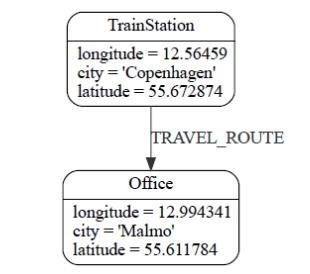 TrainStation
longitude = 12.56459
city = 'Copenhagen'
latitude = 55.672874
TRAVEL_ROUTE
Office
longitude = 12.994341
city = 'Malmo'
latitude = 55.611784